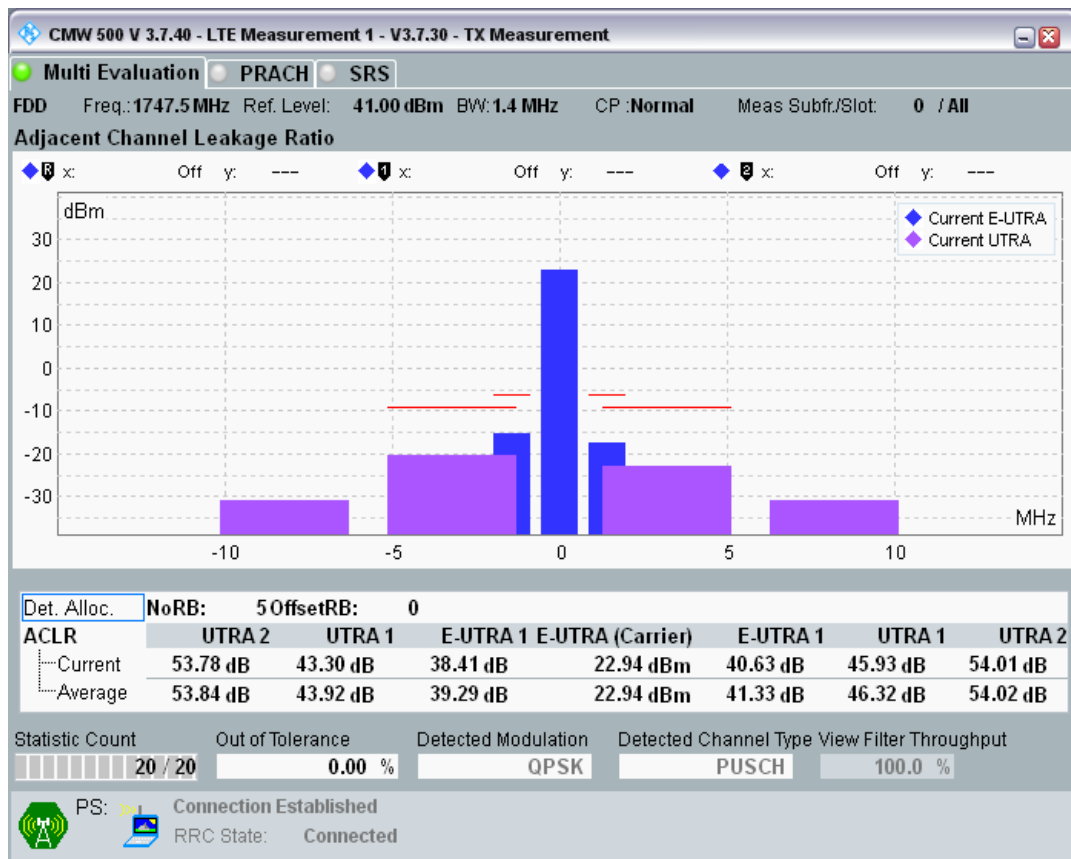 CMW 500 V 3.7.40 - LTE Measurement 1 - V3.7.30 - TX Measurement
Multi Evaluation PRACH SRS
FDD Freq.: 1747.5 MHz Ref. Level: 41.00 dBm BW: 1.4 MHz CP :Normal Meas Subfr./Slot: 0 / All
Adjacent Channel Leakage Ratio
R x: Off y: --- 1 x: Off y: --- 2 x: Off y: ---
dBm
Current E-UTRA
Current UTRA
30
20
10
0
-10
-20
-30
MHz
-10 -5 0 5 10
Det. Alloc. NoRB: 5 OffsetRB: 0
ACLR UTRA 2 UTRA 1 E-UTRA 1 E-UTRA (Carrier) E-UTRA 1 UTRA 1 UTRA 2
Current 53.78 dB 43.30 dB 38.41 dB 22.94 dBm 40.63 dB 45.93 dB 54.01 dB
Average 53.84 dB 43.92 dB 39.29 dB 22.94 dBm 41.33 dB 46.32 dB 54.02 dB
Statistic Count Out of Tolerance Detected Modulation Detected Channel Type View Filter Throughput
20 / 20 0.00 % QPSK PUSCH 100.0 %
PS: Connection Established
RRC State: Connected